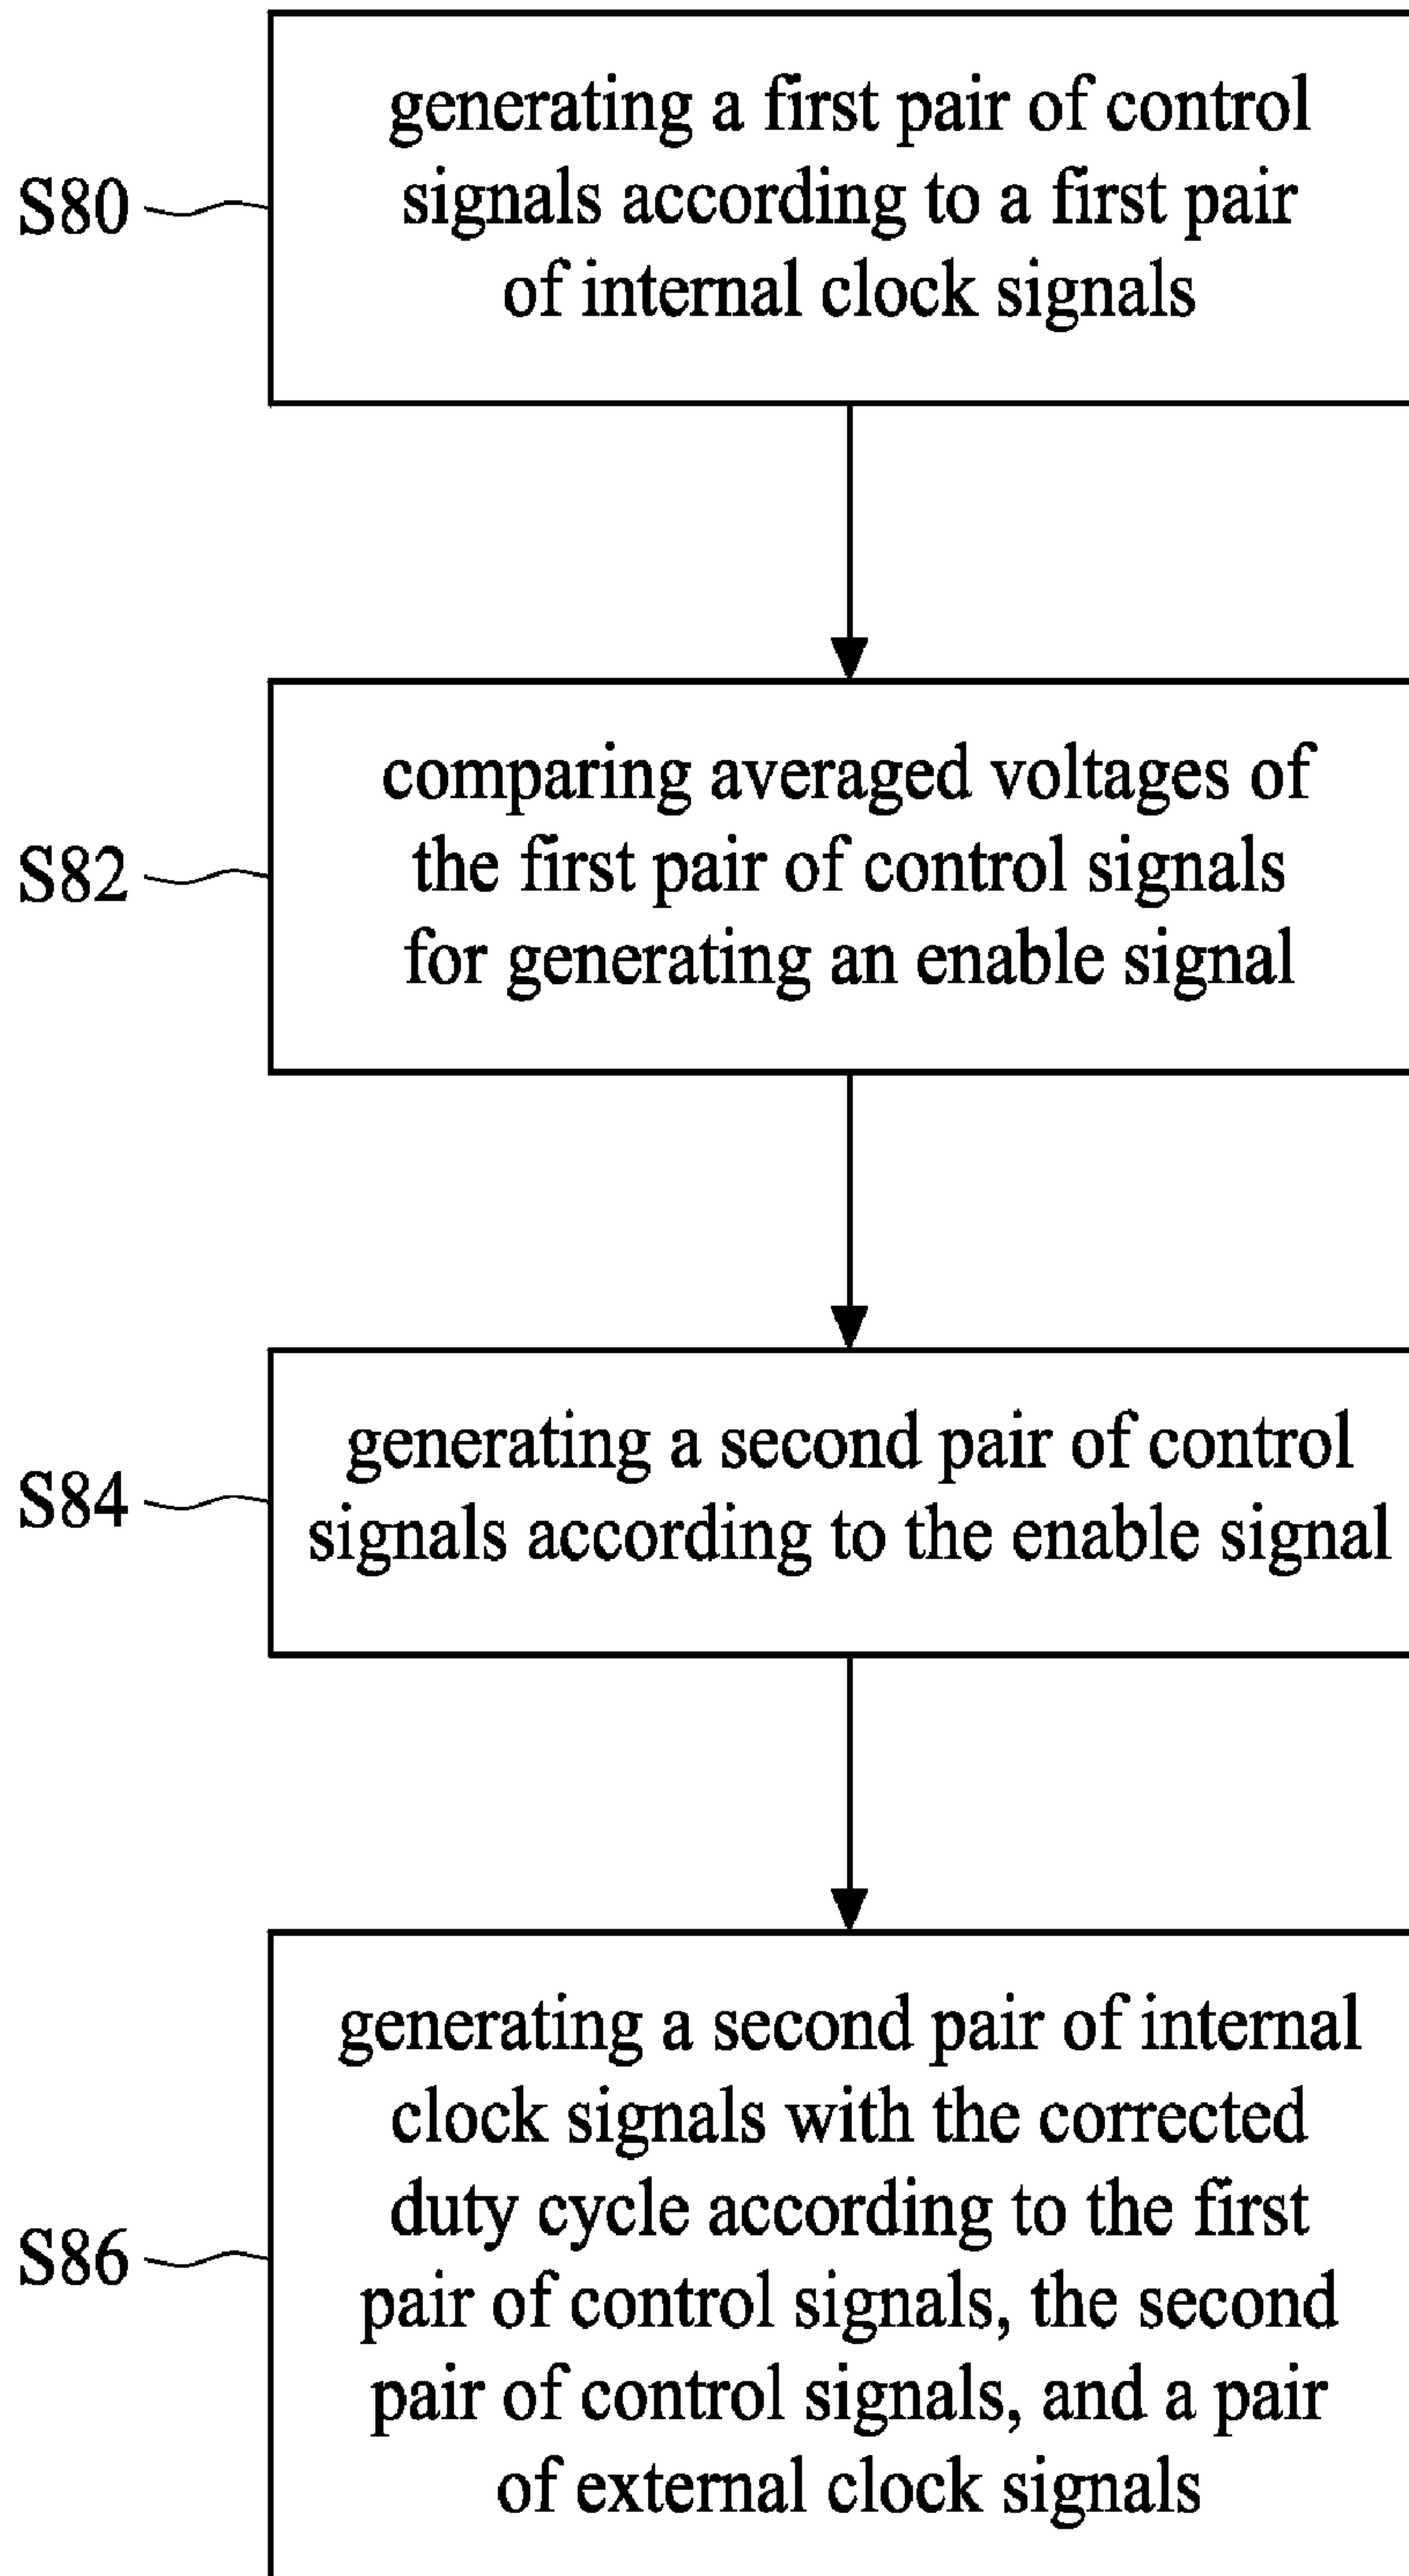 generating a first pair of control
signals according to a first pair
of internal clock signals
S80
comparing averaged voltages of
the first pair of control signals
for generating an enable signal
S82
generating a second pair of control
signals according to the enable signal
S84
generating a second pair of internal
clock signals with the corrected
duty cycle according to the first
pair of control signals, the second
pair of control signals, and a pair
of external clock signals
S86